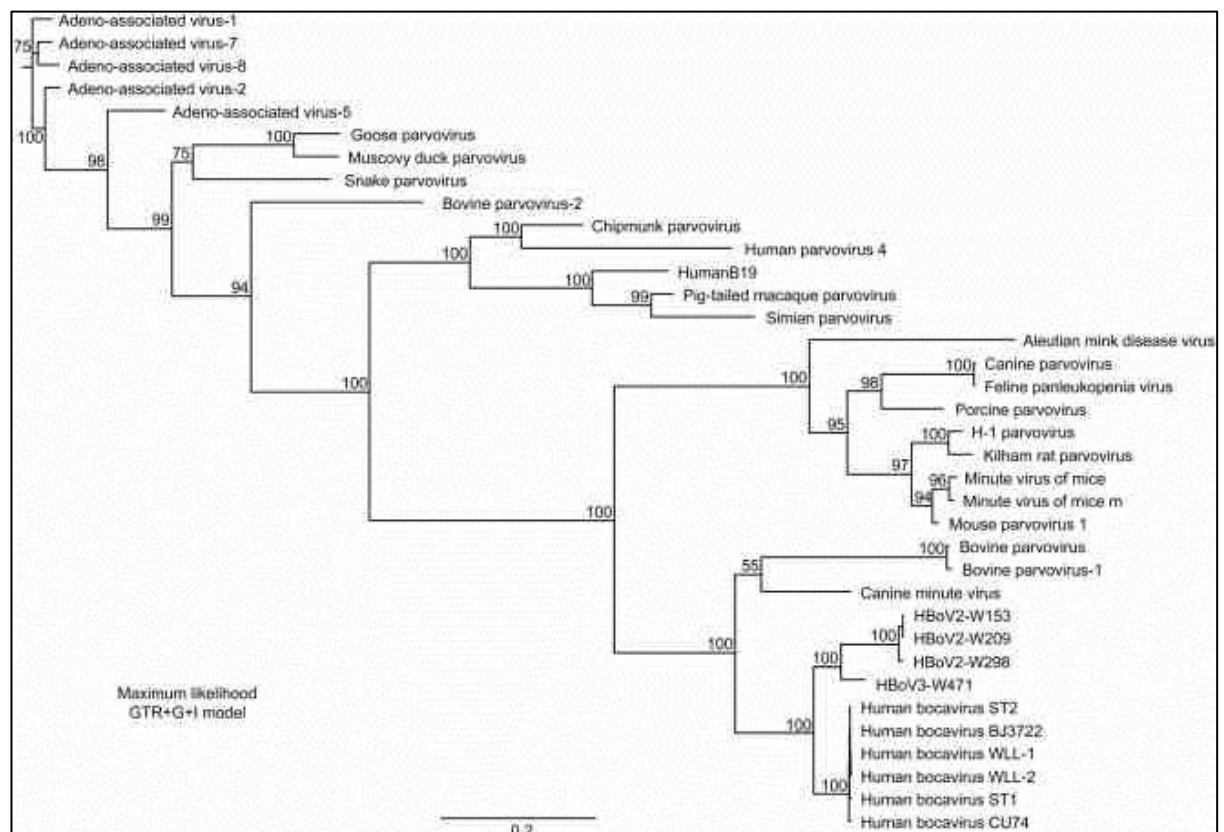 Adeno-associated virus-1
75
Adeno-associated virus-7
Adeno-associated virus-8
Adeno-associated virus-2
100
Adeno-associated virus-5
98
100
Goose parvovirus
75
Muscovy duck parvovirus
Snake parvovirus
99
Bovine parvovirus-2
100
Chipmunk parvovirus
100
Human parvovirus 4
100
HumanB19
99
Pig-tailed macaque parvovirus
94
Simian parvovirus
Aleutian mink disease virus
100
100
100
Canine parvovirus
98
Feline panleukopenia virus
Porcine parvovirus
95
100
H-1 parvovirus
97
Kilham rat parvovirus
96
Minute virus of mice
94
Minute virus of mice m
100
Mouse parvovirus 1
100
Bovine parvovirus
55
Bovine parvovirus-1
Canine minute virus
HBoV2-W153
100
HBoV2-W209
100
100
HBoV2-W298
HBoV3-W471
Maximum likelihood
GTR+G+I model
Human bocavirus ST2
100
Human bocavirus BJ3722
Human bocavirus WLL-1
Human bocavirus WLL-2
100
Human bocavirus ST1
Human bocavirus CU74
0.2